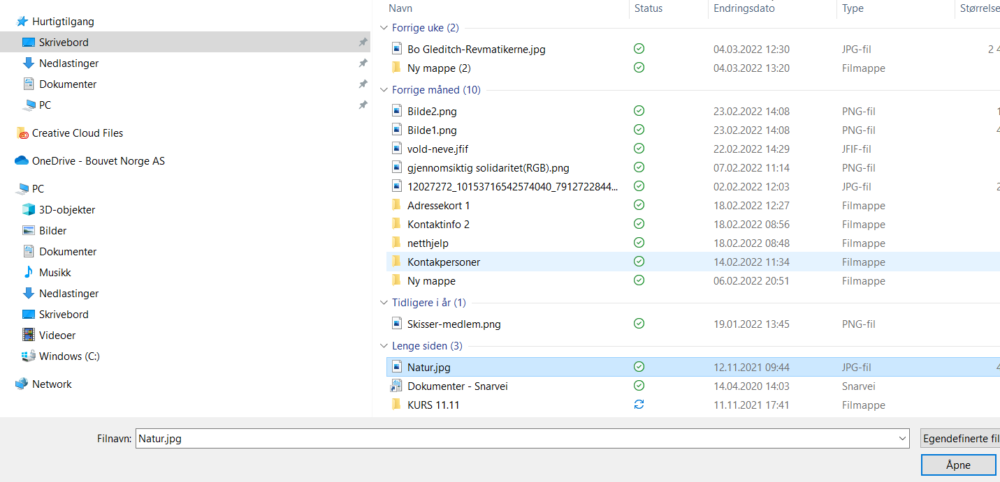 Hurtigtilgang
Skrivebord
Nedlastinger
Dokumenter
PC
Creative Cloud Files
OneDrive - Bouvet Norge AS
PC
3D-objekter
Bilder
Dokumenter
Musikk
Nedlastinger
Skrivebord
Videoer
Windows (C:)
Network
Navn Status Endringsdato Type Størrelse
Forrige uke (2)
Bo Gleditch-Revmatikerne.jpg 04.03.2022 12:30 JPG-fil 2 4
Ny mappe (2) 04.03.2022 13:20 Filmappe
Forrige måned (10)
Bilde2.png 23.02.2022 14:08 PNG-fil 1
Bilde1.png 23.02.2022 14:08 PNG-fil 4
vold-neve.jfif 22.02.2022 14:29 JFIF-fil
gjennomsiktig solidaritet(RGB).png 07.02.2022 11:14 PNG-fil
12027272_10153716542574040_7912722844... 02.02.2022 12:03 JPG-fil 2
Adressekort 1 18.02.2022 12:27 Filmappe
Kontaktinfo 2 18.02.2022 08:56 Filmappe
netthjelp 18.02.2022 08:48 Filmappe
Kontakpersoner 14.02.2022 11:34 Filmappe
Ny mappe 06.02.2022 20:51 Filmappe
Tidligere i år (1)
Skisser-medlem.png 19.01.2022 13:45 PNG-fil
Lenge siden (3)
Natur.jpg 12.11.2021 09:44 JPG-fil 4
Dokumenter - Snarvei 14.04.2020 14:03 Snarvei
KURS 11.11 11.11.2021 17:41 Filmappe
Filnavn: Natur.jpg Egendefinerte fil
Åpne